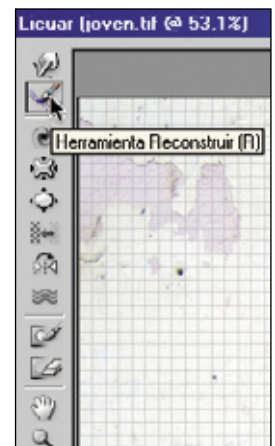 Licuar (joven.tif @ 53.1%)
Herramienta Reconstruir (R)